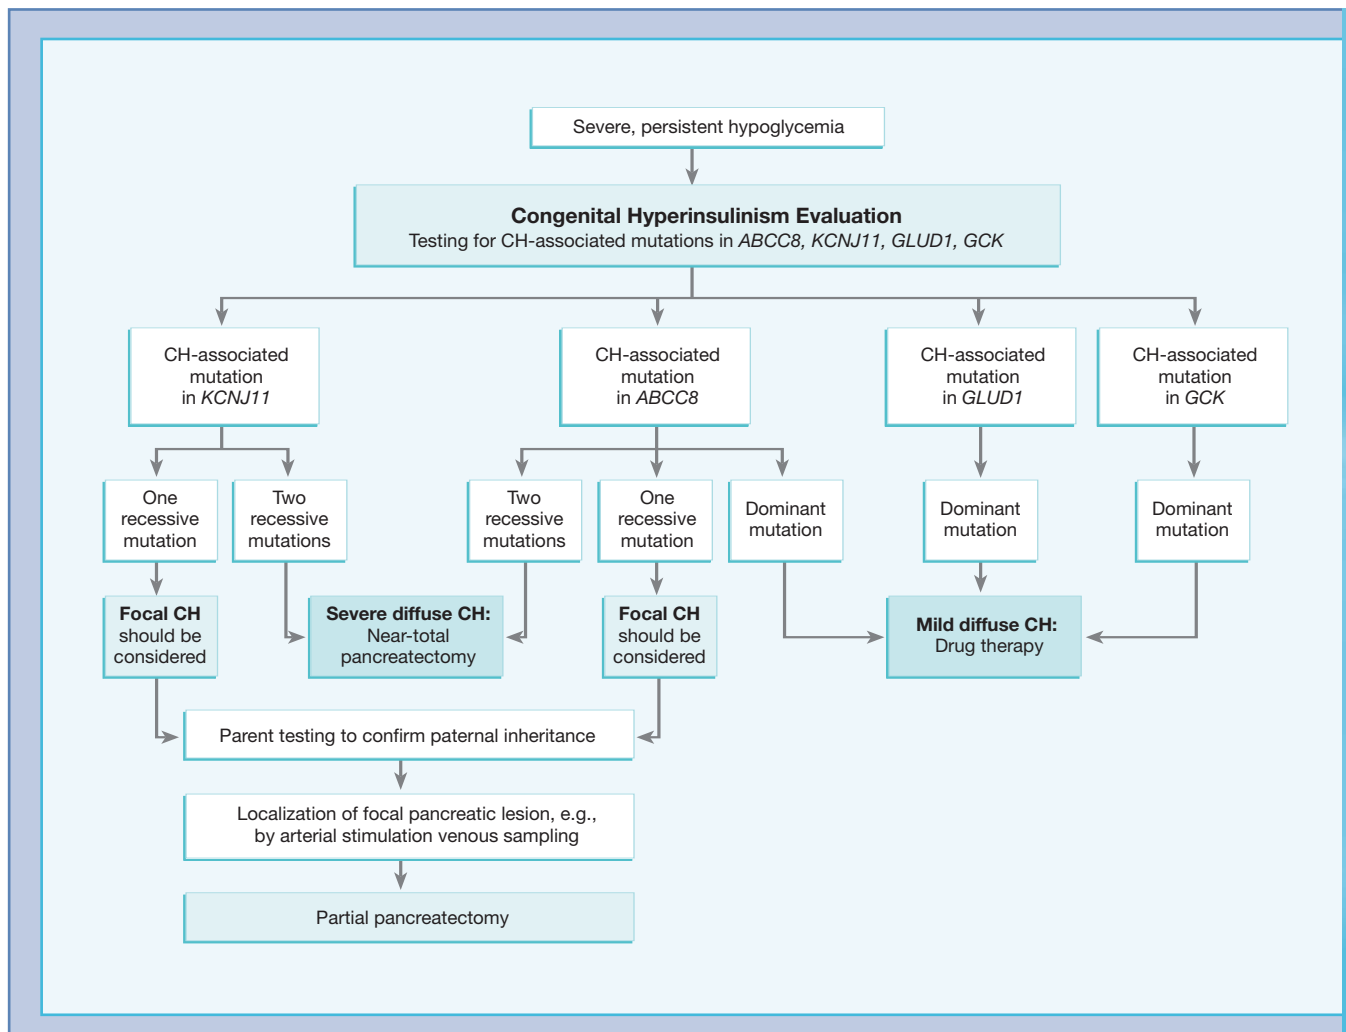 Severe, persistent hypoglycemia
Congenital Hyperinsulinism Evaluation
Testing for CH-associated mutations in ABCC8, KCNJ11, GLUD1, GCK
CH-associated
mutation
in KCNJ11
CH-associated
mutation
in ABCC8
CH-associated
mutation
in GLUD1
CH-associated
mutation
in GCK
One
recessive
mutation
Two
recessive
mutations
Two
recessive
mutations
One
recessive
mutation
Dominant
mutation
Dominant
mutation
Dominant
mutation
Focal CH
should be
considered
Severe diffuse CH:
Near-total
pancreatectomy
Focal CH
should be
considered
Mild diffuse CH:
Drug therapy
Parent testing to confirm paternal inheritance
Localization of focal pancreatic lesion, e.g.,
by arterial stimulation venous sampling
Partial pancreatectomy